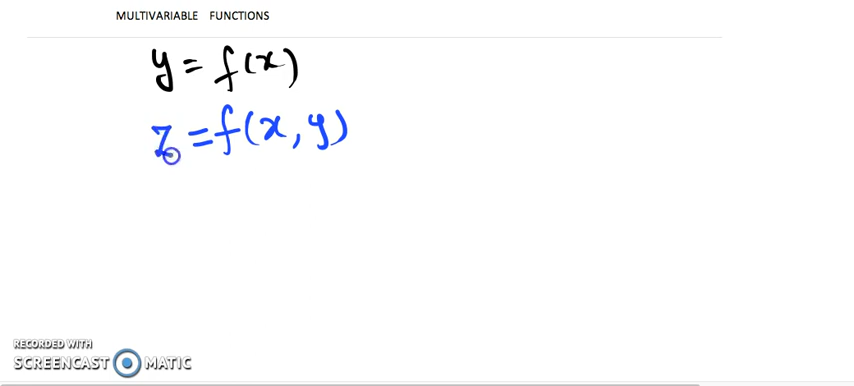 MULTIVARIABLE FUNCTIONS
y = f(x)
z = f(x, y)
RECORDED WITH
SCREENCAST MATIC